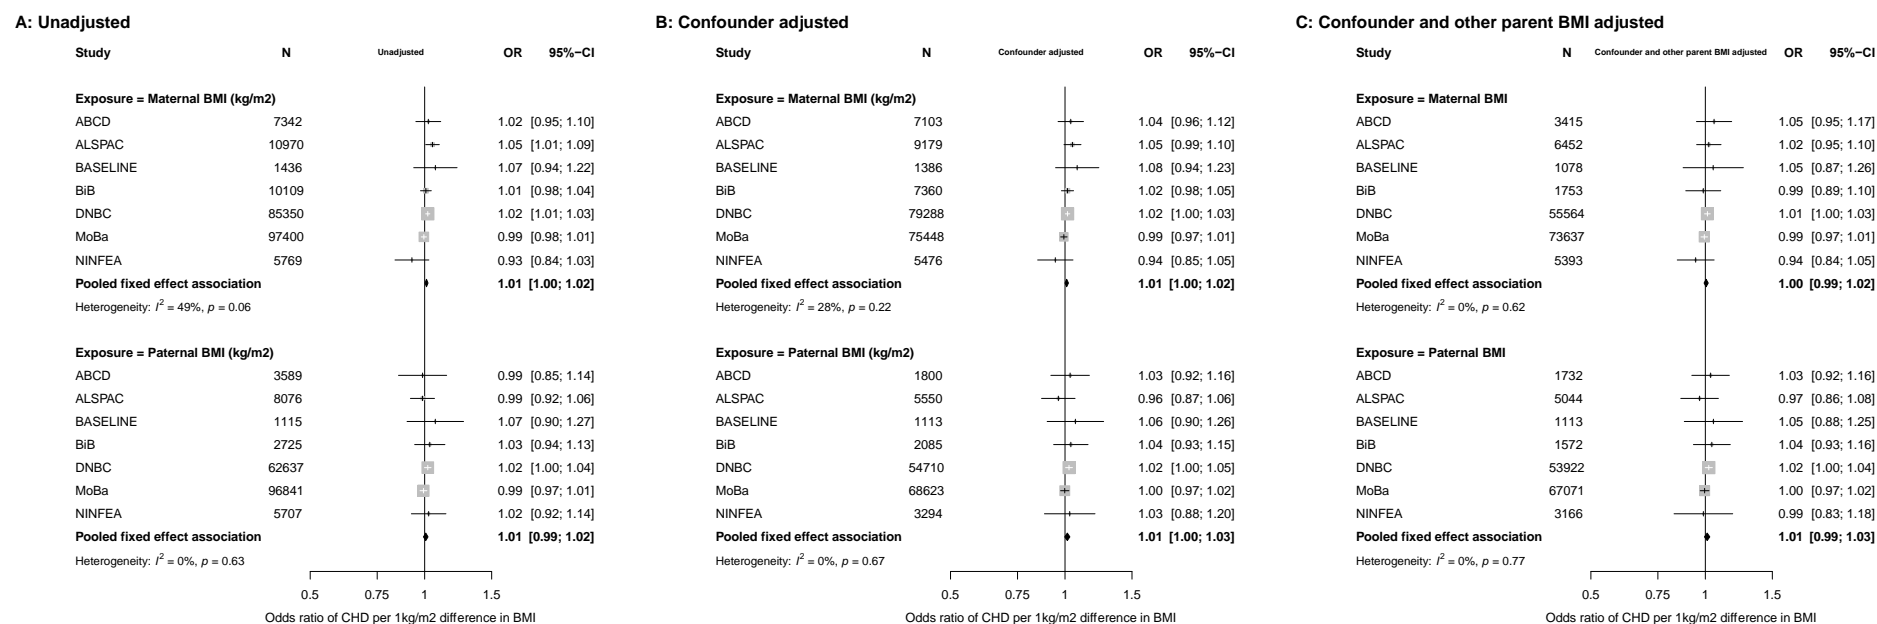 A: Unadjusted
Study N Unadjusted OR 95%−CI
Exposure = Maternal BMI (kg/m2)
ABCD 7342 1.02 [0.95; 1.10]
ALSPAC 10970 1.05 [1.01; 1.09]
BASELINE 1436 1.07 [0.94; 1.22]
BiB 10109 1.01 [0.98; 1.04]
DNBC 85350 1.02 [1.01; 1.03]
MoBa 97400 0.99 [0.98; 1.01]
NINFEA 5769 0.93 [0.84; 1.03]
Pooled fixed effect association 1.01 [1.00; 1.02]
Heterogeneity: I² = 49%, p = 0.06
Exposure = Paternal BMI (kg/m2)
ABCD 3589 0.99 [0.85; 1.14]
ALSPAC 8076 0.99 [0.92; 1.06]
BASELINE 1115 1.07 [0.90; 1.27]
BiB 2725 1.03 [0.94; 1.13]
DNBC 62637 1.02 [1.00; 1.04]
MoBa 96841 0.99 [0.97; 1.01]
NINFEA 5707 1.02 [0.92; 1.14]
Pooled fixed effect association 1.01 [0.99; 1.02]
Heterogeneity: I² = 0%, p = 0.63
0.5 0.75 1 1.5
Odds ratio of CHD per 1kg/m2 difference in BMI
B: Confounder adjusted
Study N Confounder adjusted OR 95%−CI
Exposure = Maternal BMI (kg/m2)
ABCD 7103 1.04 [0.96; 1.12]
ALSPAC 9179 1.05 [0.99; 1.10]
BASELINE 1386 1.08 [0.94; 1.23]
BiB 7360 1.02 [0.98; 1.05]
DNBC 79288 1.02 [1.00; 1.03]
MoBa 75448 0.99 [0.97; 1.01]
NINFEA 5476 0.94 [0.85; 1.05]
Pooled fixed effect association 1.01 [1.00; 1.02]
Heterogeneity: I² = 28%, p = 0.22
Exposure = Paternal BMI (kg/m2)
ABCD 1800 1.03 [0.92; 1.16]
ALSPAC 5550 0.96 [0.87; 1.06]
BASELINE 1113 1.06 [0.90; 1.26]
BiB 2085 1.04 [0.93; 1.15]
DNBC 54710 1.02 [1.00; 1.05]
MoBa 68623 1.00 [0.97; 1.02]
NINFEA 3294 1.03 [0.88; 1.20]
Pooled fixed effect association 1.01 [1.00; 1.03]
Heterogeneity: I² = 0%, p = 0.67
0.5 0.75 1 1.5
Odds ratio of CHD per 1kg/m2 difference in BMI
C: Confounder and other parent BMI adjusted
Study N Confounder and other parent BMI adjusted OR 95%−CI
Exposure = Maternal BMI
ABCD 3415 1.05 [0.95; 1.17]
ALSPAC 6452 1.02 [0.95; 1.10]
BASELINE 1078 1.05 [0.87; 1.26]
BiB 1753 0.99 [0.89; 1.10]
DNBC 55564 1.01 [1.00; 1.03]
MoBa 73637 0.99 [0.97; 1.01]
NINFEA 5393 0.94 [0.84; 1.05]
Pooled fixed effect association 1.00 [0.99; 1.02]
Heterogeneity: I² = 0%, p = 0.62
Exposure = Paternal BMI
ABCD 1732 1.03 [0.92; 1.16]
ALSPAC 5044 0.97 [0.86; 1.08]
BASELINE 1113 1.05 [0.88; 1.25]
BiB 1572 1.04 [0.93; 1.16]
DNBC 53922 1.02 [1.00; 1.04]
MoBa 67071 1.00 [0.97; 1.02]
NINFEA 3166 0.99 [0.83; 1.18]
Pooled fixed effect association 1.01 [0.99; 1.03]
Heterogeneity: I² = 0%, p = 0.77
0.5 0.75 1 1.5
Odds ratio of CHD per 1kg/m2 difference in BMI